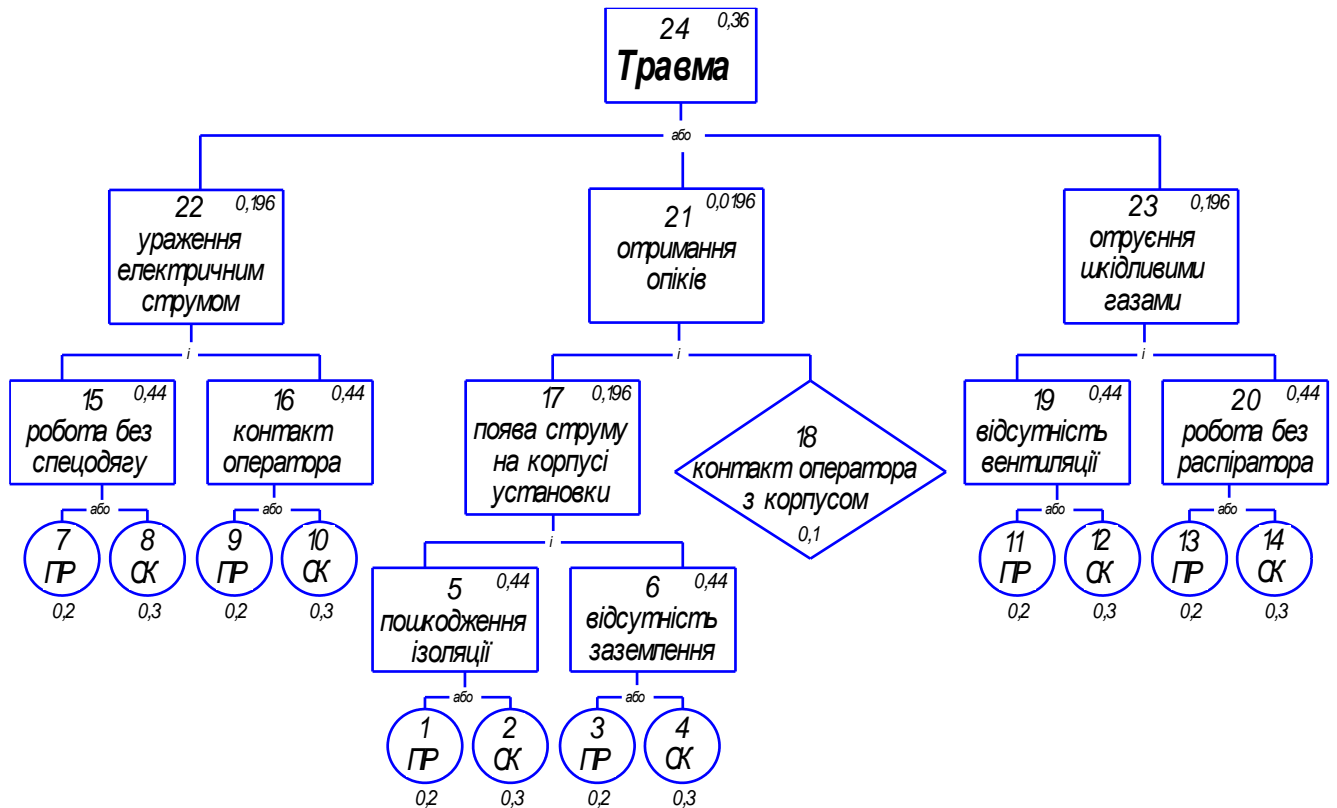 24 0,36
Травма
або
22 0,196
ураження
електричним
струмом
21 0,0196
отримання
опіків
23 0,196
отруєння
шкідливими
газами
і
і
і
15 0,44
робота без
спецодягу
16 0,44
контакт
оператора
17 0,196
поява струму
на корпусі
установки
18
контакт оператора
з корпусом
0,1
19 0,44
відсутність
вентиляції
20 0,44
робота без
распіратора
або
або
або
або
7
ПР
0,2
8
СК
0,3
9
ПР
0,2
10
СК
0,3
і
11
ПР
0,2
12
СК
0,3
13
ПР
0,2
14
СК
0,3
5 0,44
пошкодження
ізоляції
6 0,44
відсутність
заземлення
або
або
1
ПР
0,2
2
СК
0,3
3
ПР
0,2
4
СК
0,3